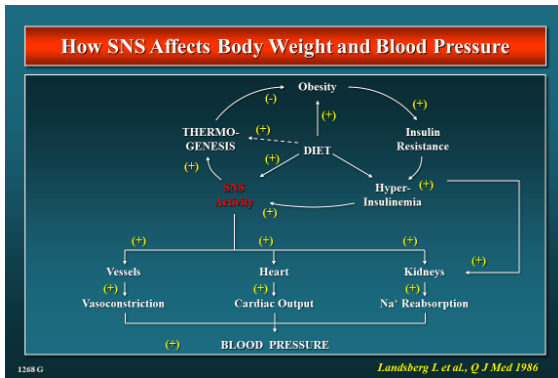 How SNS Affects Body Weight and Blood Pressure
Obesity
(-)
(+)
(+)
THERMO-
GENESIS
(+)
Insulin
Resistance
DIET
(+)
(+)
SNS
Activity
Hyper-
Insulinemia
(+)
(+)
(+)
(+)
(+)
(+)
Vessels
Heart
Kidneys
(+)
(+)
(+)
Vasoconstriction
Cardiac Output
Na⁺ Reabsorption
(+)
BLOOD PRESSURE
1268 G
Landsberg L et al., Q J Med 1986